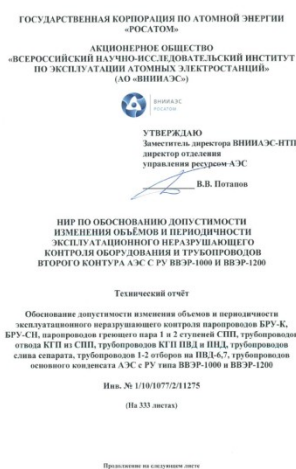 ГОСУДАРСТВЕННАЯ КОРПОРАЦИЯ ПО АТОМНОЙ ЭНЕРГИИ
«РОСАТОМ»
АКЦИОНЕРНОЕ ОБЩЕСТВО
«ВСЕРОССИЙСКИЙ НАУЧНО-ИССЛЕДОВАТЕЛЬСКИЙ ИНСТИТУТ
ПО ЭКСПЛУАТАЦИИ АТОМНЫХ ЭЛЕКТРОСТАНЦИЙ»
(АО «ВНИИАЭС»)
ВНИИАЭС
РОСАТОМ
УТВЕРЖДАЮ
Заместитель директора ВНИИАЭС-НТП
директор отделения
управления ресурсом АЭС
В.В. Потапов
НИР ПО ОБОСНОВАНИЮ ДОПУСТИМОСТИ
ИЗМЕНЕНИЯ ОБЪЁМОВ И ПЕРИОДИЧНОСТИ
ЭКСПЛУАТАЦИОННОГО НЕРАЗРУШАЮЩЕГО
КОНТРОЛЯ ОБОРУДОВАНИЯ И ТРУБОПРОВОДОВ
ВТОРОГО КОНТУРА АЭС С РУ ВВЭР-1000 И ВВЭР-1200
Технический отчёт
Обоснование допустимости изменения объемов и периодичности
эксплуатационного неразрушающего контроля паропроводов БРУ-К,
БРУ-СН, паропроводов греющего пара 1 и 2 ступеней СПП, трубопроводов
отвода КГП из СПП, трубопроводов КГП ПВД и ПНД, трубопроводов
слива сепарата, трубопроводов 1-2 отборов на ПВД-6,7, трубопроводов
основного конденсата АЭС с РУ типа ВВЭР-1000 и ВВЭР-1200
Инв. № 1/10/1077/2/11275
(На 333 листах)
Продолжение на следующем листе